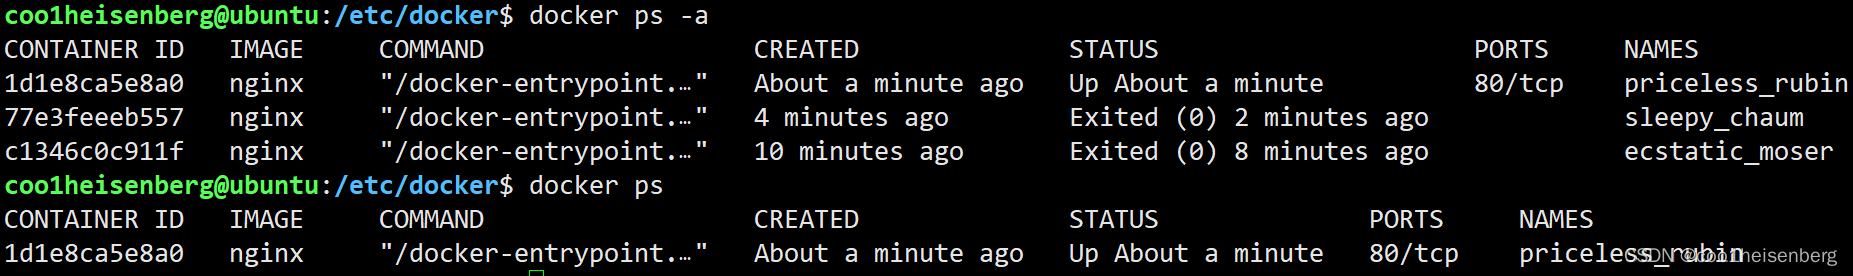 coo1heisenberg@ubuntu:/etc/docker$ docker ps -a
CONTAINER ID   IMAGE     COMMAND                  CREATED              STATUS                     PORTS     NAMES
1d1e8ca5e8a0   nginx     "/docker-entrypoint.…"   About a minute ago   Up About a minute          80/tcp    priceless_rubin
77e3feeeb557   nginx     "/docker-entrypoint.…"   4 minutes ago        Exited (0) 2 minutes ago             sleepy_chaum
c1346c0c911f   nginx     "/docker-entrypoint.…"   10 minutes ago       Exited (0) 8 minutes ago             ecstatic_moser
coo1heisenberg@ubuntu:/etc/docker$ docker ps
CONTAINER ID   IMAGE     COMMAND                  CREATED              STATUS              PORTS     NAMES
1d1e8ca5e8a0   nginx     "/docker-entrypoint.…"   About a minute ago   Up About a minute   80/tcp    priceless_rubin
CSDN @coo1heisenberg